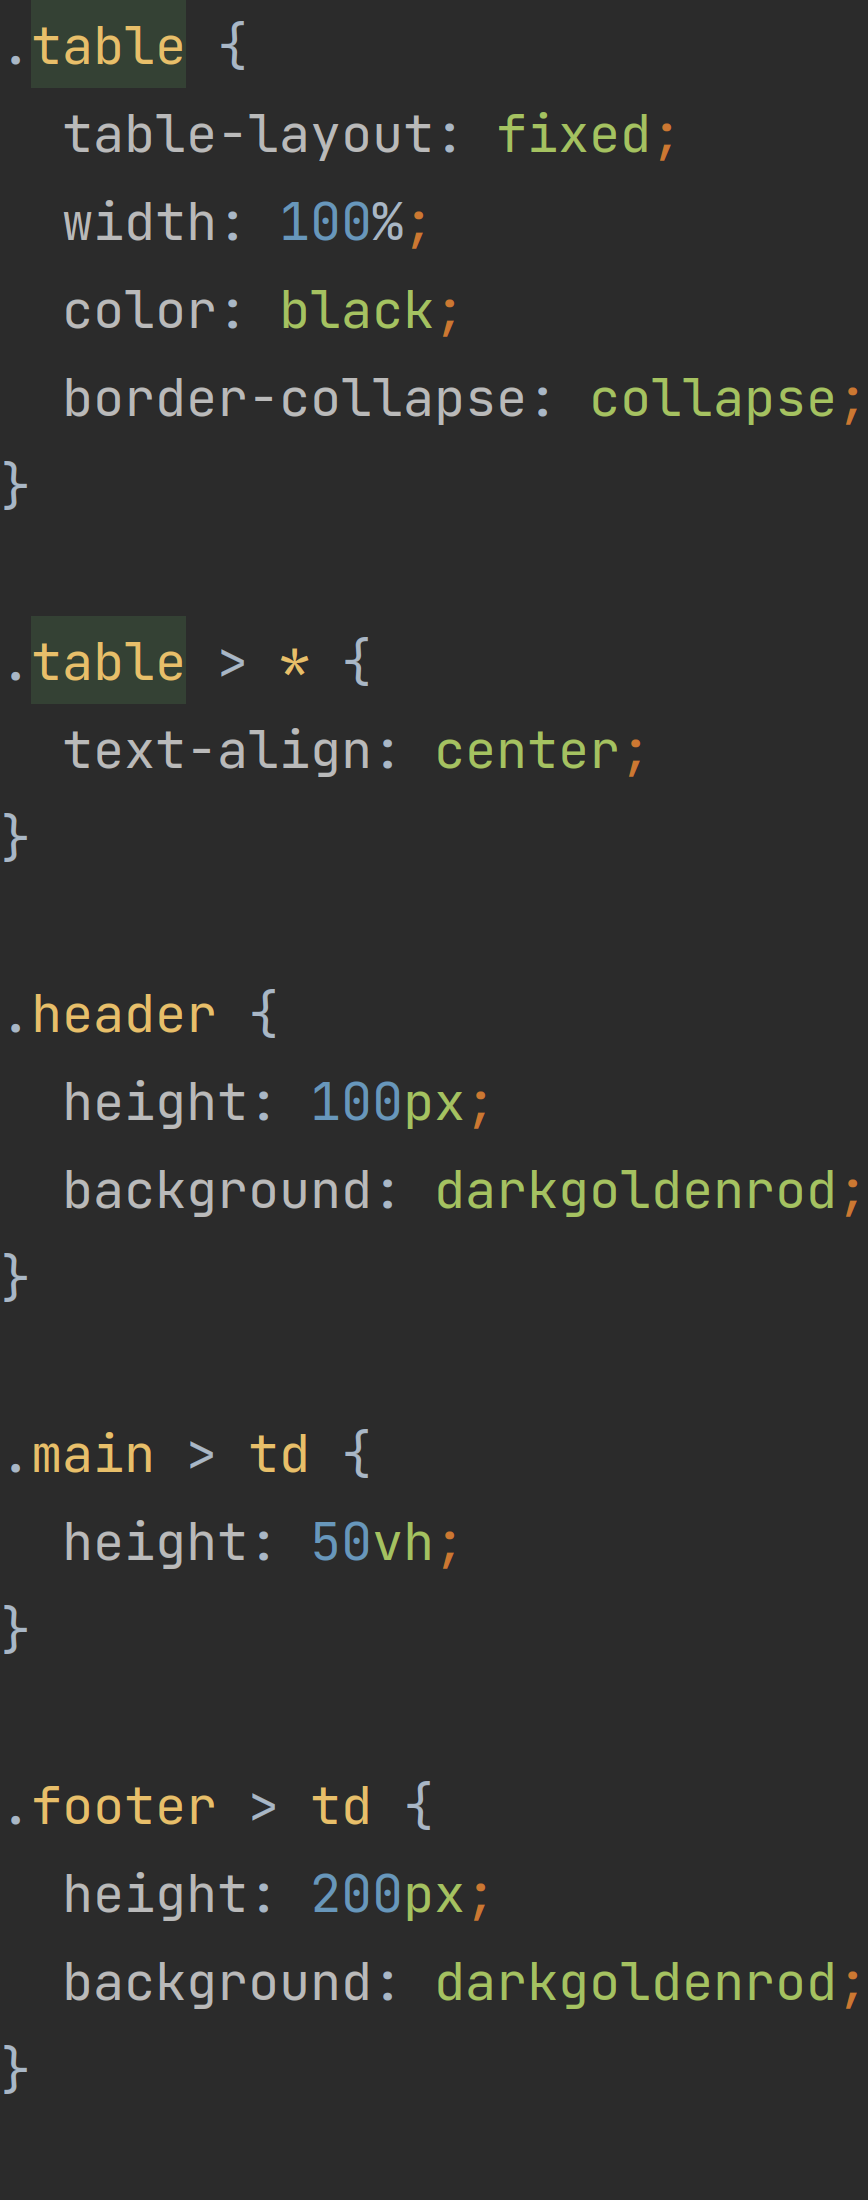 .table {
  table-layout: fixed;
  width: 100%;
  color: black;
  border-collapse: collapse;
}

.table > * {
  text-align: center;
}

.header {
  height: 100px;
  background: darkgoldenrod;
}

.main > td {
  height: 50vh;
}

.footer > td {
  height: 200px;
  background: darkgoldenrod;
}